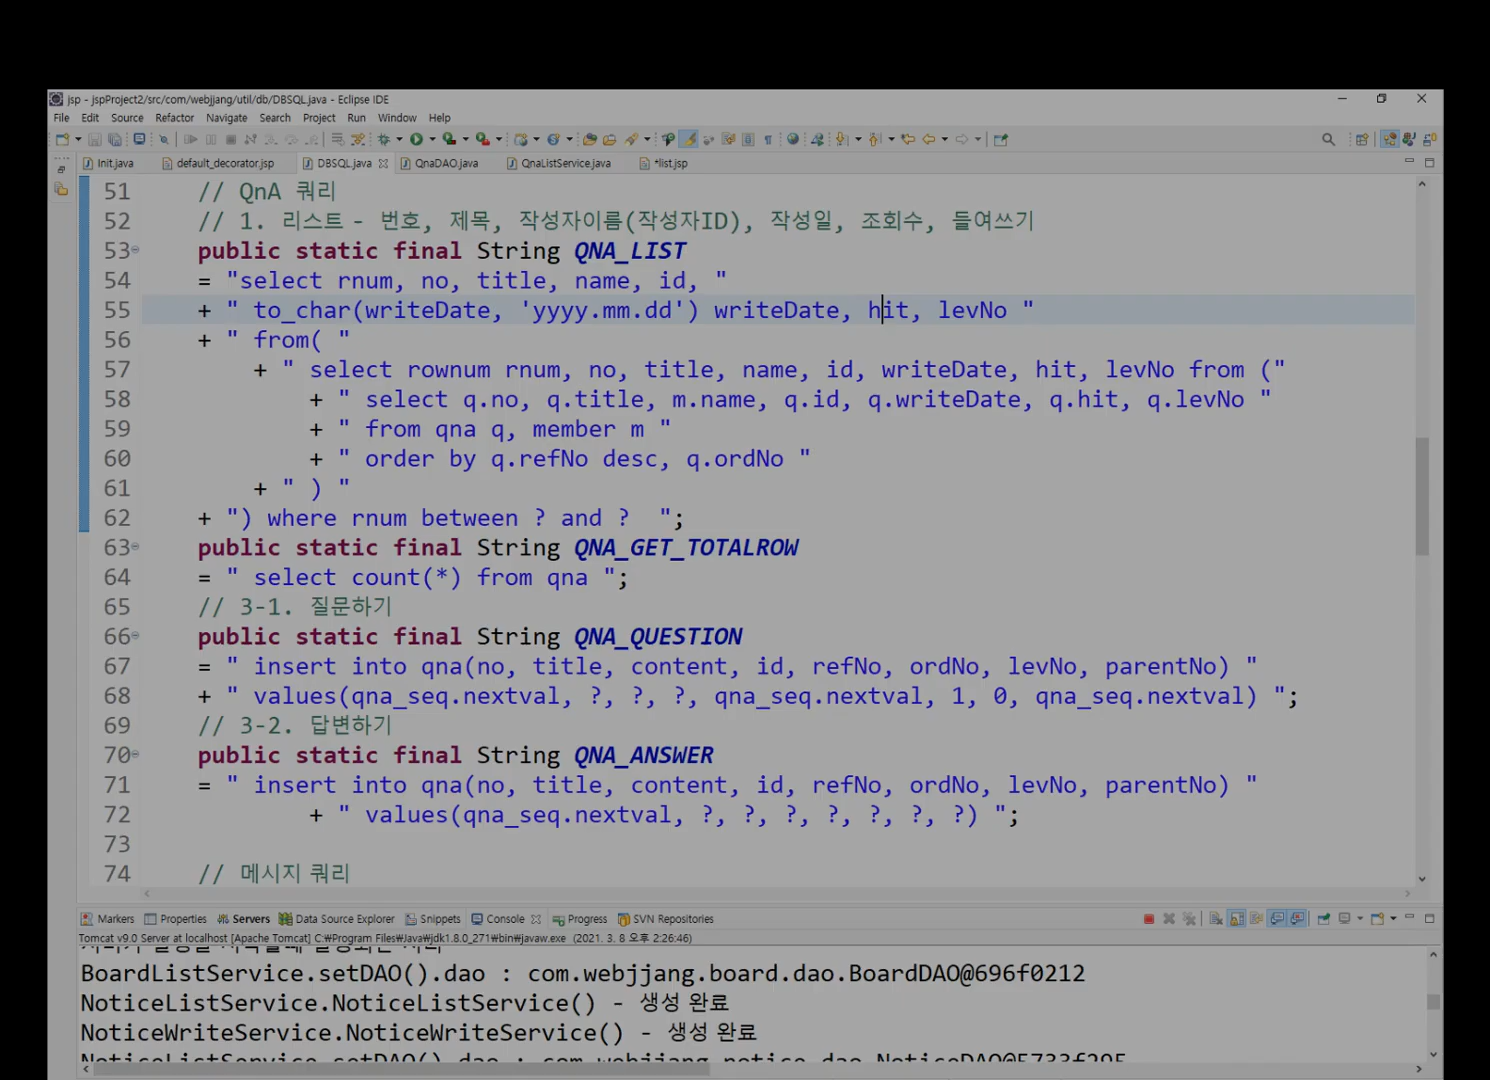 jsp - jspProject2/src/com/webjjang/util/db/DBSQL.java - Eclipse IDE
File Edit Source Refactor Navigate Search Project Run Window Help
Init.java default_decorator.jsp DBSQL.java QnaDAO.java QnaListService.java *list.jsp
51 // QnA 쿼리
52 // 1. 리스트 - 번호, 제목, 작성자이름(작성자ID), 작성일, 조회수, 들여쓰기
53 public static final String QNA_LIST
54 = "select rnum, no, title, name, id, "
55 + " to_char(writeDate, 'yyyy.mm.dd') writeDate, hit, levNo "
56 + " from( "
57 + " select rownum rnum, no, title, name, id, writeDate, hit, levNo from ("
58 + " select q.no, q.title, m.name, q.id, q.writeDate, q.hit, q.levNo "
59 + " from qna q, member m "
60 + " order by q.refNo desc, q.ordNo "
61 + " ) "
62 + ") where rnum between ? and ?  ";
63 public static final String QNA_GET_TOTALROW
64 = " select count(*) from qna ";
65 // 3-1. 질문하기
66 public static final String QNA_QUESTION
67 = " insert into qna(no, title, content, id, refNo, ordNo, levNo, parentNo) "
68 + " values(qna_seq.nextval, ?, ?, ?, qna_seq.nextval, 1, 0, qna_seq.nextval) ";
69 // 3-2. 답변하기
70 public static final String QNA_ANSWER
71 = " insert into qna(no, title, content, id, refNo, ordNo, levNo, parentNo) "
72 + " values(qna_seq.nextval, ?, ?, ?, ?, ?, ?, ?) ";
73
74 // 메시지 쿼리
Markers Properties Servers Data Source Explorer Snippets Console Progress SVN Repositories
Tomcat v9.0 Server at localhost [Apache Tomcat] C:₩Program Files₩Java₩jdk1.8.0_271₩bin₩javaw.exe (2021. 3. 8 오후 2:26:46)
BoardListService.setDAO().dao : com.webjjang.board.dao.BoardDAO@696f0212
NoticeListService.NoticeListService() - 생성 완료
NoticeWriteService.NoticeWriteService() - 생성 완료
NoticeListService.setDAO().dao : com.webjjang.notice.dao.NoticeDAO@5733f295